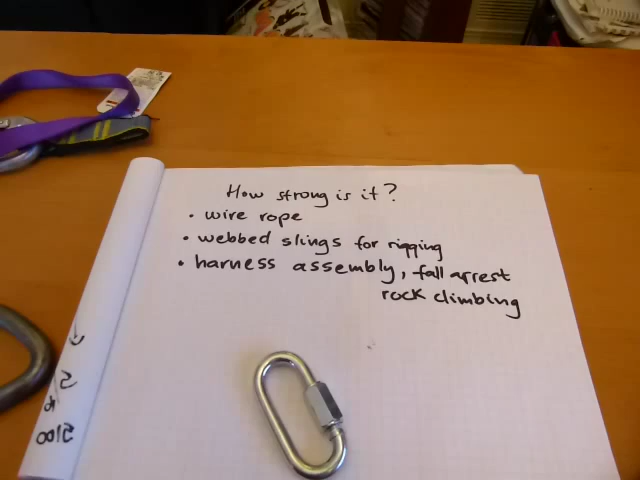 How strong is it?
• wire rope
• webbed slings for rigging
• harness assembly, fall arrest
rock climbing